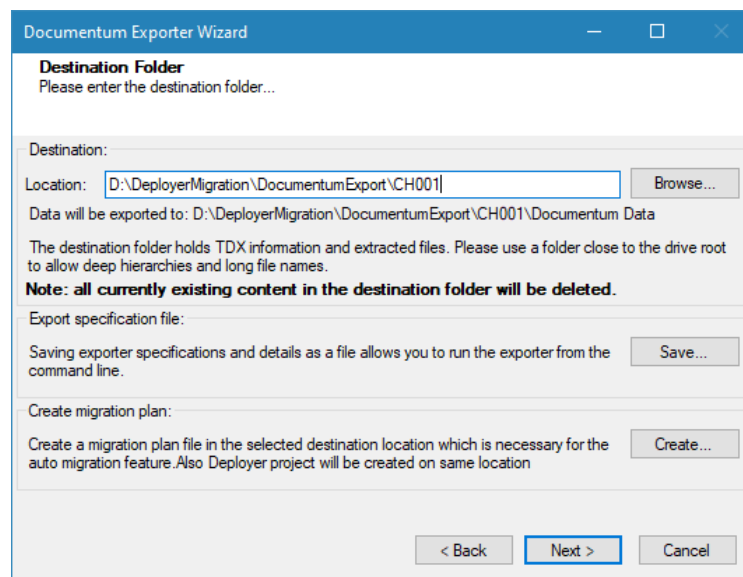 Documentum Exporter Wizard
Destination Folder
Please enter the destination folder...
Destination:
Location: D:\DeployerMigration\DocumentumExport\CH001 Browse...
Data will be exported to: D:\DeployerMigration\DocumentumExport\CH001\Documentum Data
The destination folder holds TDX information and extracted files. Please use a folder close to the drive root
to allow deep hierarchies and long file names.
Note: all currently existing content in the destination folder will be deleted.
Export specification file:
Saving exporter specifications and details as a file allows you to run the exporter from the
command line.
Save...
Create migration plan:
Create a migration plan file in the selected destination location which is necessary for the
auto migration feature.Also Deployer project will be created on same location
Create...
< Back Next > Cancel